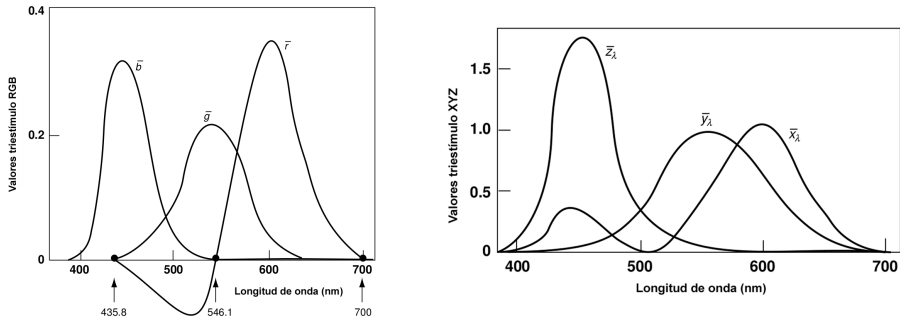 0.4
0.2
0
Valores triestímulo RGB
b̄
ḡ
r̄
400
500
600
700
Longitud de onda (nm)
435.8
546.1
700
1.5
1.0
0.5
0
Valores triestímulo XYZ
z̄λ
ȳλ
x̄λ
400
500
600
700
Longitud de onda (nm)